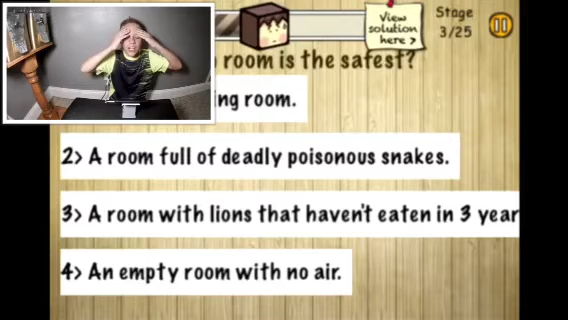 View
solution
here >
Stage
3/25
room is the safest?
ing room.
2> A room full of deadly poisonous snakes.
3> A room with lions that haven't eaten in 3 year
4> An empty room with no air.